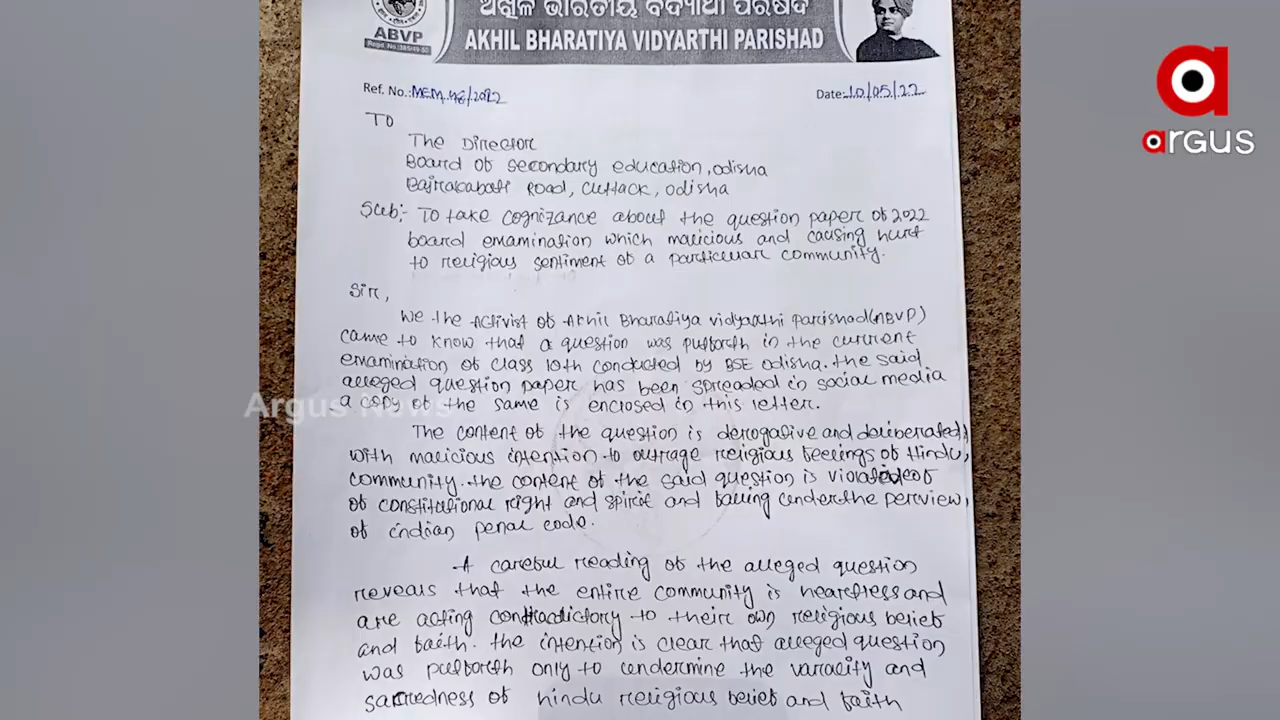 ଅଖିଳ ଭାରତୀୟ ବିଦ୍ୟାର୍ଥୀ ପରିଷଦ
ABVP
AKHIL BHARATIYA VIDYARTHI PARISHAD
Ref. No.: MEM 2022
Date: 10/05/22
argus
TO
The Director
Board of secondary education, odisha
Road, Cuttack, odisha
Sub:- To take cognizance about the question paper of 2022
board emamination which malicious and causing hurt
to religious sentiment of a particular community.
Sir,
We the Activist of Akhil Bharatiya vidyarthi parishad (ABVP)
came to know that a question was putforth in the current
emamination of class 10th conducted by BSE odisha. the said
alleged question paper has been spreaded in social media
a copy of the same is enclosed in this letter.
Argus News
The content of the question is derogative and deliberated,
with malicious intention to outrage religious feelings of Hindu,
community. the content of the said question is
of constitutional right and spirit and falling under the perview,
of indian penal code.
A careful reading of the alleged question
reveals that the entire community is heartless and
are acting contradictory to their own religious belief
and faith. the intention is clear that alleged question
was putforth only to undermine the varacity and
sacredness of hindu religious belief and faith